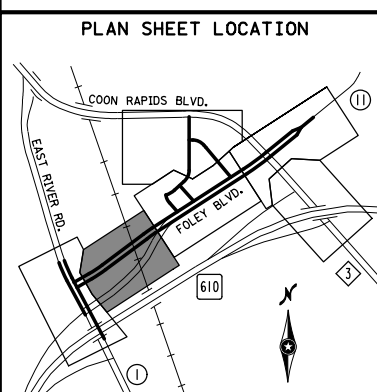 PLAN SHEET LOCATION
COON RAPIDS BLVD.
11
EAST RIVER RD.
FOLEY BLVD.
610
3
N
1